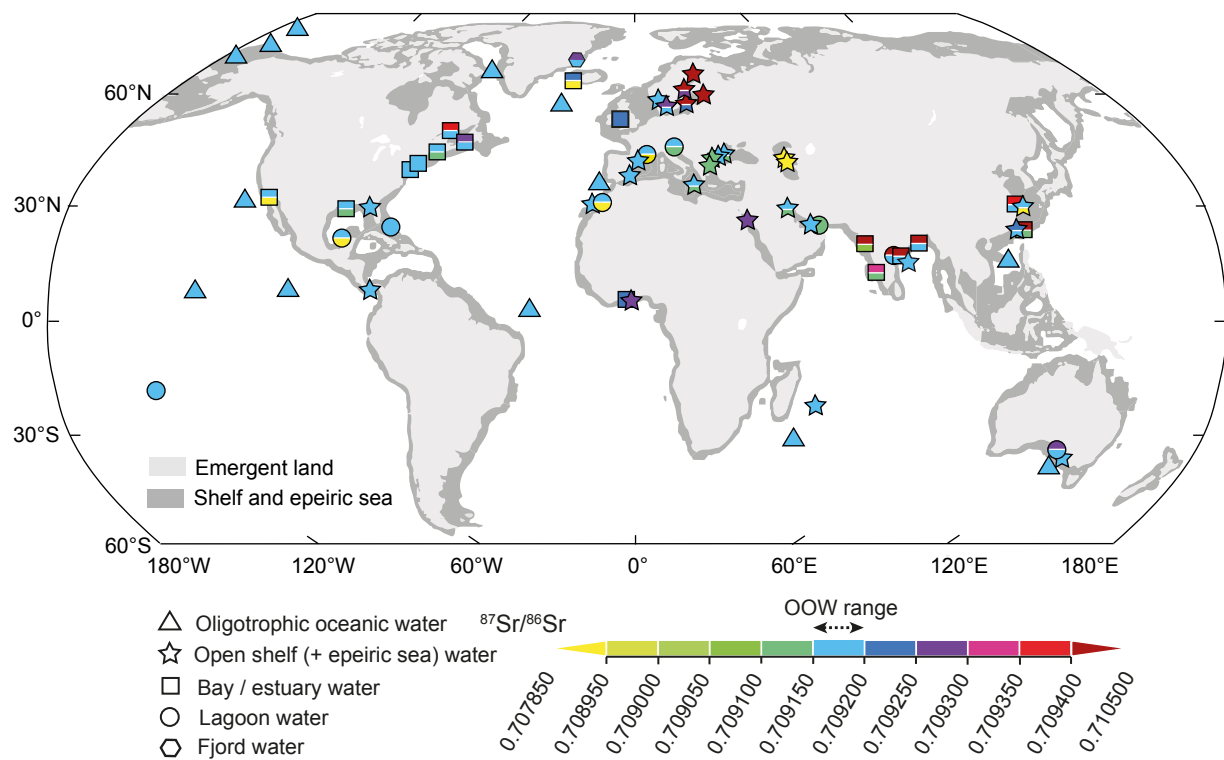 60°N
30°N
0°
30°S
60°S
Emergent land
Shelf and epeiric sea
180°W
120°W
60°W
0°
60°E
120°E
180°E
Oligotrophic oceanic water
Open shelf (+ epeiric sea) water
Bay / estuary water
Lagoon water
Fjord water
⁸⁷Sr/⁸⁶Sr
OOW range
0.707850
0.708950
0.709000
0.709050
0.709100
0.709150
0.709200
0.709250
0.709300
0.709350
0.709400
0.710500